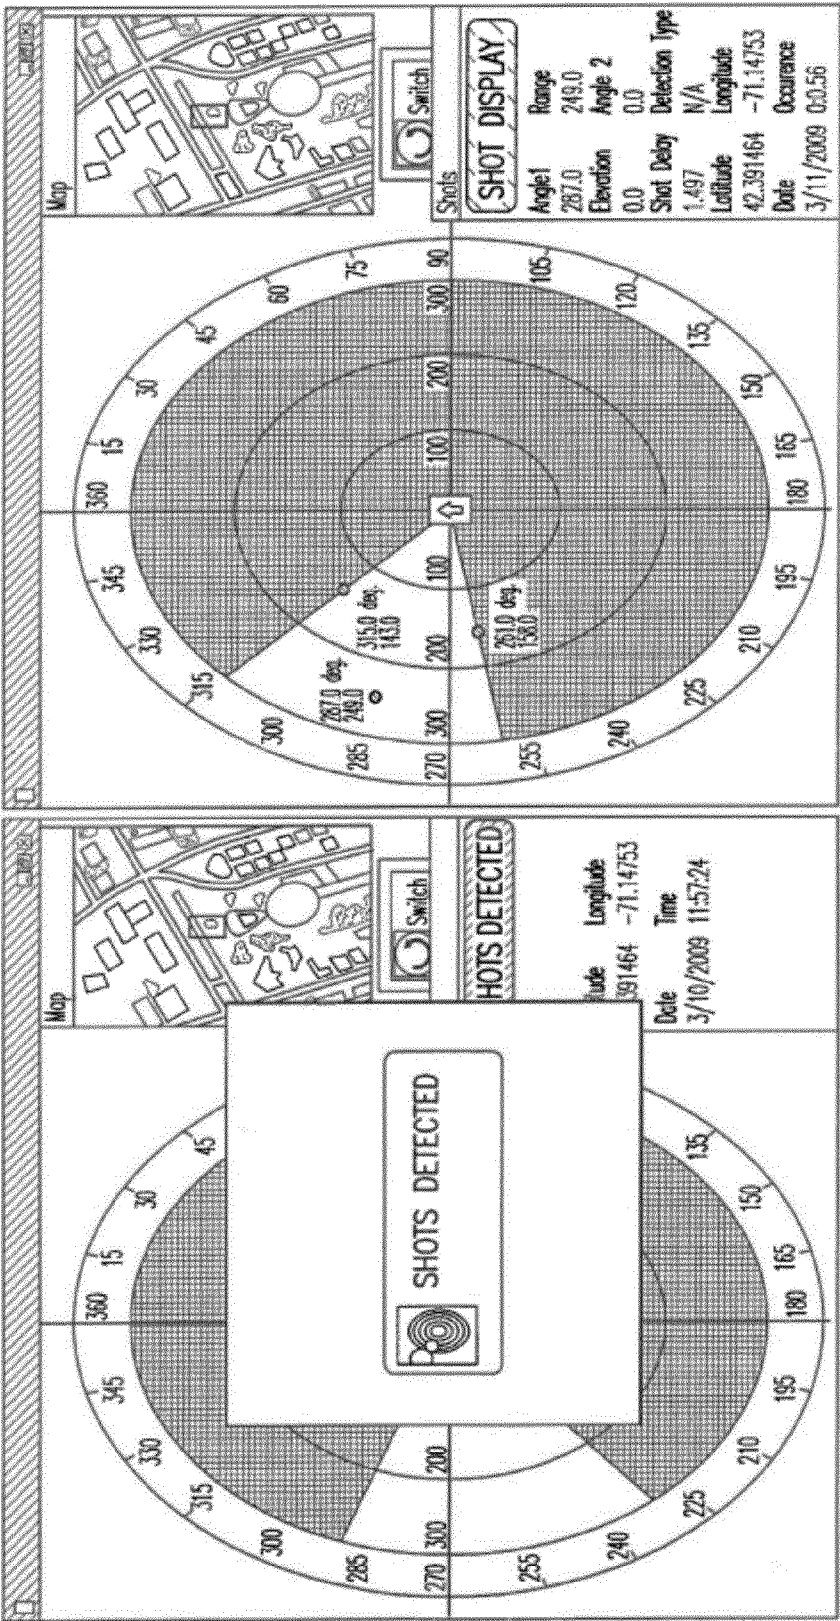 Map
345 360 15
330 30
315 45
300
285
270 300 200
255
240
225 135
210 150
195 180 165
SHOTS DETECTED
Switch
HOTS DETECTED
tude Longitude
391464 -71.14753
Date Time
3/10/2009 11:57:24
Map
345 360 15
330 30
315 45
300 60
285 75
287.0 deg.
249.0
315.0 deg.
143.0
270 300 200 100 100 200 300 90
261.0 deg.
158.0
255 105
240 120
225 135
210 150
195 180 165
Switch
Shots
SHOT DISPLAY
Angle1 Range
287.0 249.0
Elevation Angle 2
0.0 0.0
Shot Delay Detection Type
1.497 N/A
Latitude Longitude
42.391464 -71.14753
Date Occurence
3/11/2009 0:0:56